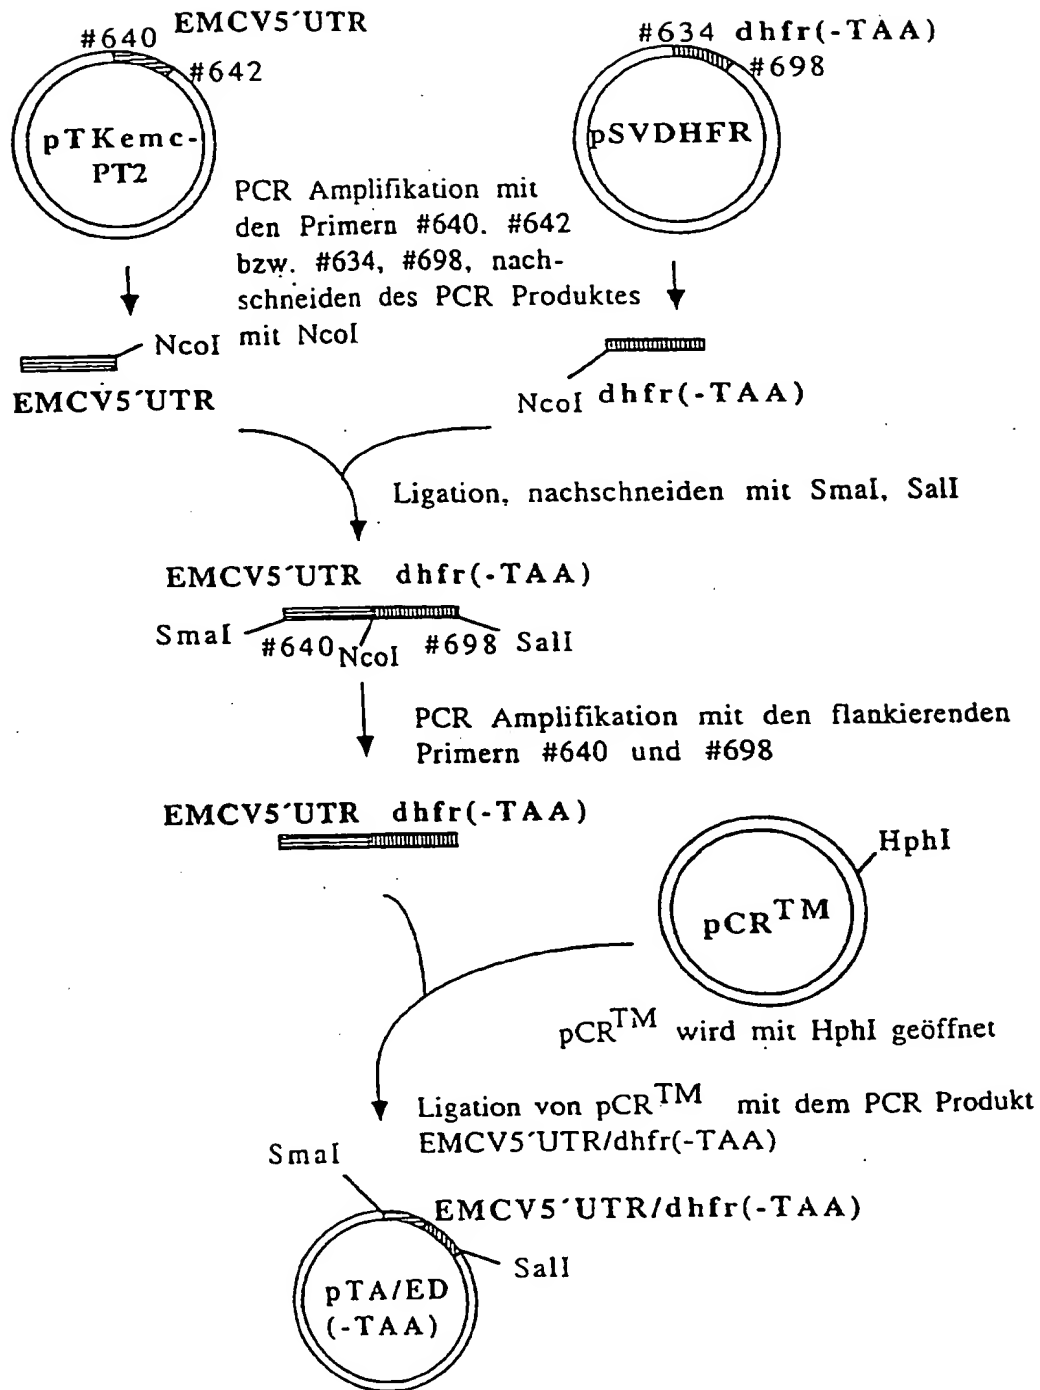 #640 EMCV5´UTR
#642
pTKemc-
PT2
#634 dhfr(-TAA)
#698
pSVDHFR
PCR Amplifikation mit
den Primern #640. #642
bzw. #634, #698, nach-
schneiden des PCR Produktes
mit NcoI
NcoI
EMCV5´UTR
NcoI dhfr(-TAA)
Ligation, nachschneiden mit SmaI, SalI
EMCV5´UTR dhfr(-TAA)
SmaI #640 NcoI #698 SalI
PCR Amplifikation mit den flankierenden
Primern #640 und #698
EMCV5´UTR dhfr(-TAA)
HphI
pCR™
pCR™ wird mit HphI geöffnet
Ligation von pCR™ mit dem PCR Produkt
EMCV5´UTR/dhfr(-TAA)
SmaI
EMCV5´UTR/dhfr(-TAA)
SalI
pTA/ED
(-TAA)